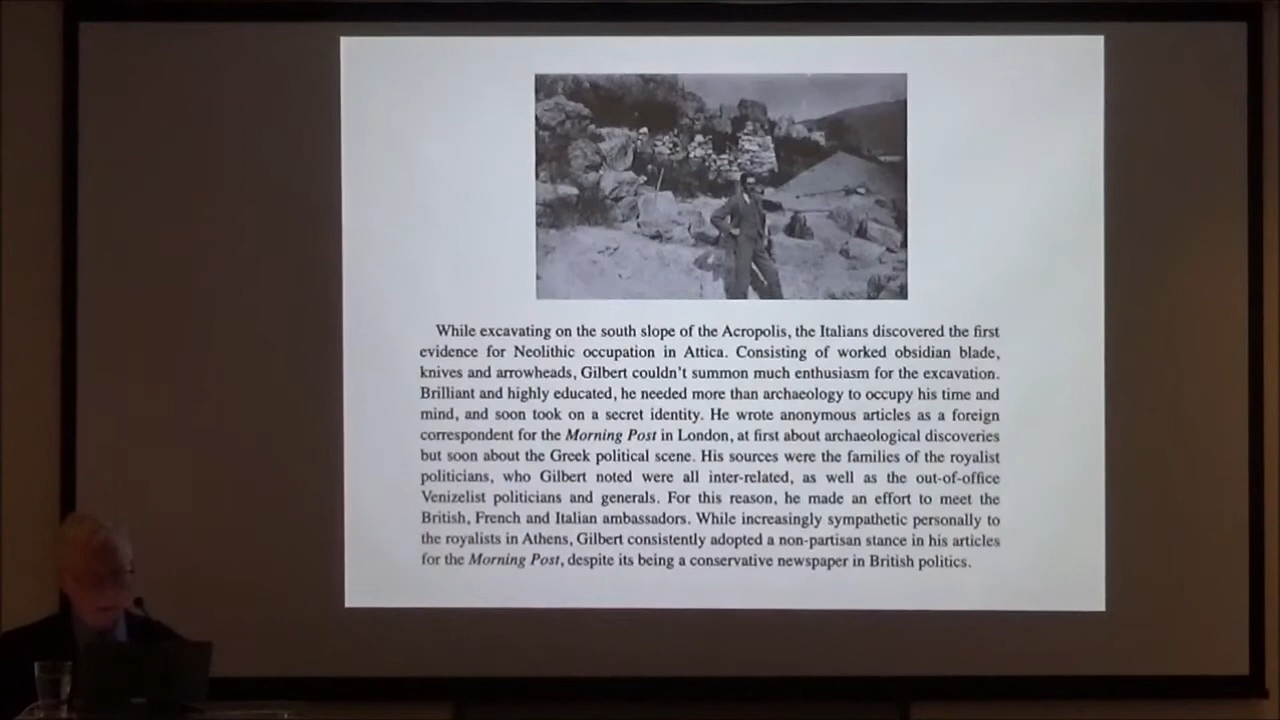 While excavating on the south slope of the Acropolis, the Italians discovered the first
evidence for Neolithic occupation in Attica. Consisting of worked obsidian blade,
knives and arrowheads, Gilbert couldn't summon much enthusiasm for the excavation.
Brilliant and highly educated, he needed more than archaeology to occupy his time and
mind, and soon took on a secret identity. He wrote anonymous articles as a foreign
correspondent for the Morning Post in London, at first about archaeological discoveries
but soon about the Greek political scene. His sources were the families of the royalist
politicians, who Gilbert noted were all inter-related, as well as the out-of-office
Venizelist politicians and generals. For this reason, he made an effort to meet the
British, French and Italian ambassadors. While increasingly sympathetic personally to
the royalists in Athens, Gilbert consistently adopted a non-partisan stance in his articles
for the Morning Post, despite its being a conservative newspaper in British politics.